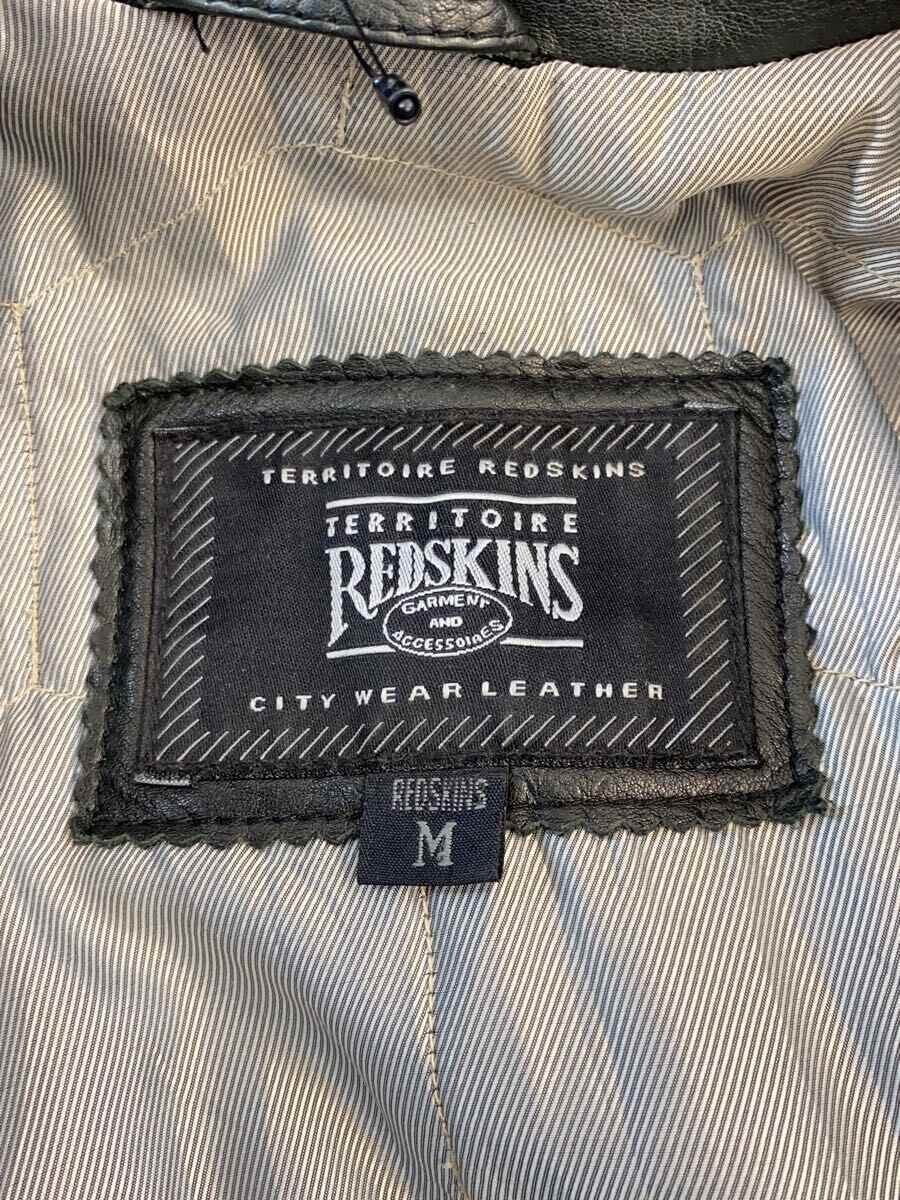 TERRITOIRE REDSKINS
TERRITOIRE
REDSKINS
GARMENT
AND
ACCESSOIRES
CITY WEAR LEATHER
REDSKINS
M